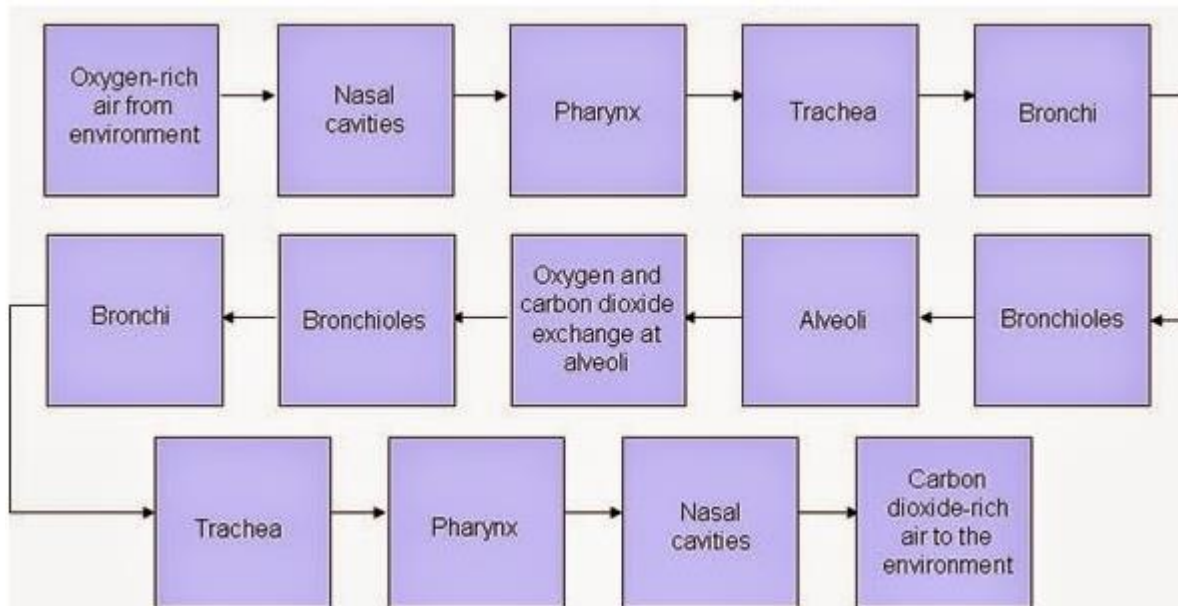 Oxygen-rich
air from
environment
Nasal
cavities
Pharynx
Trachea
Bronchi
Bronchioles
Alveoli
Oxygen and
carbon dioxide
exchange at
alveoli
Bronchioles
Bronchi
Trachea
Pharynx
Nasal
cavities
Carbon
dioxide-rich
air to the
environment